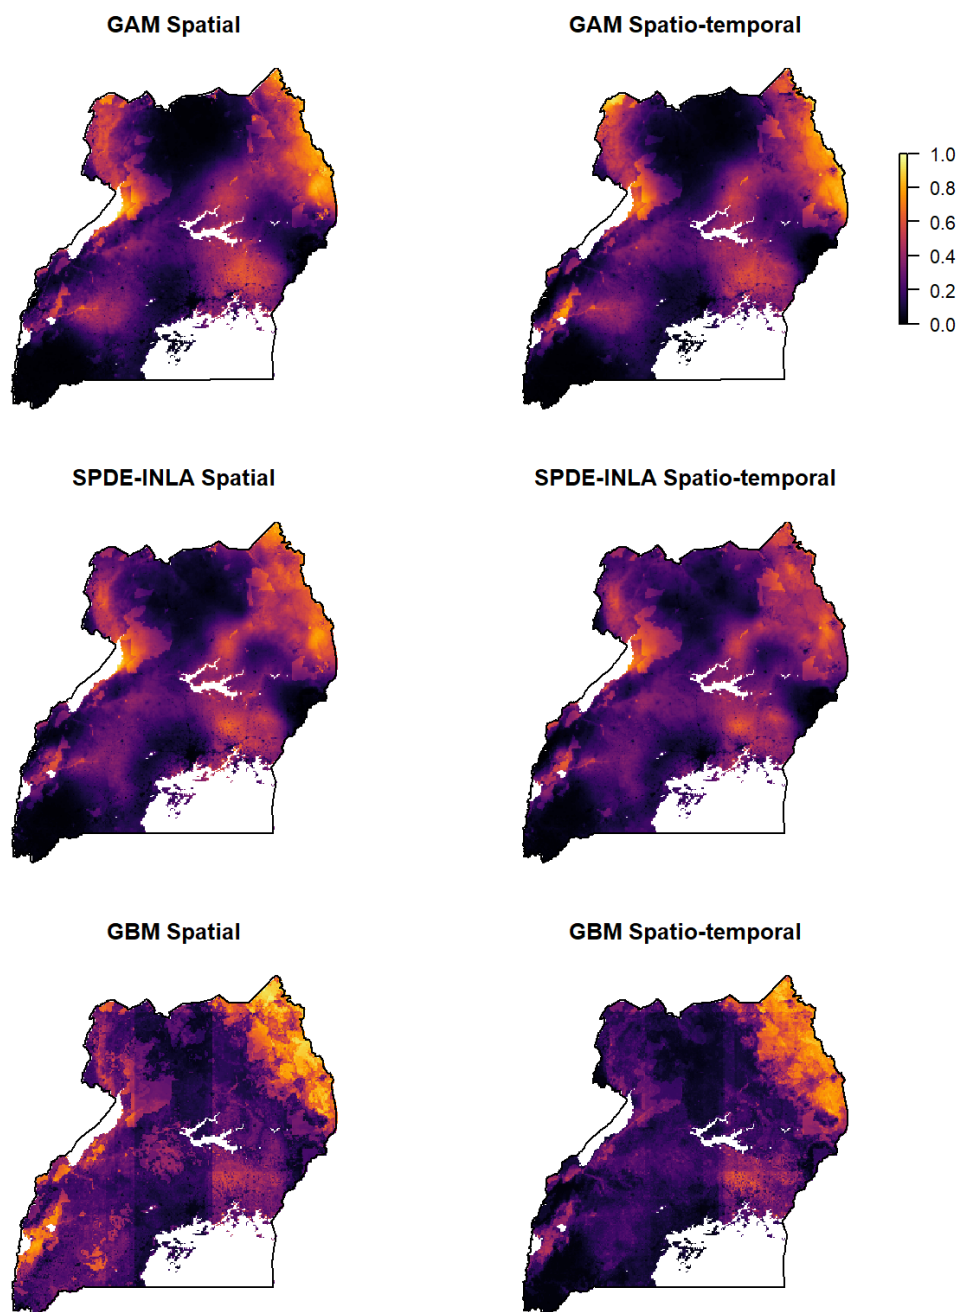 GAM Spatial
GAM Spatio-temporal
1.0
0.8
0.6
0.4
0.2
0.0
SPDE-INLA Spatial
SPDE-INLA Spatio-temporal
GBM Spatial
GBM Spatio-temporal